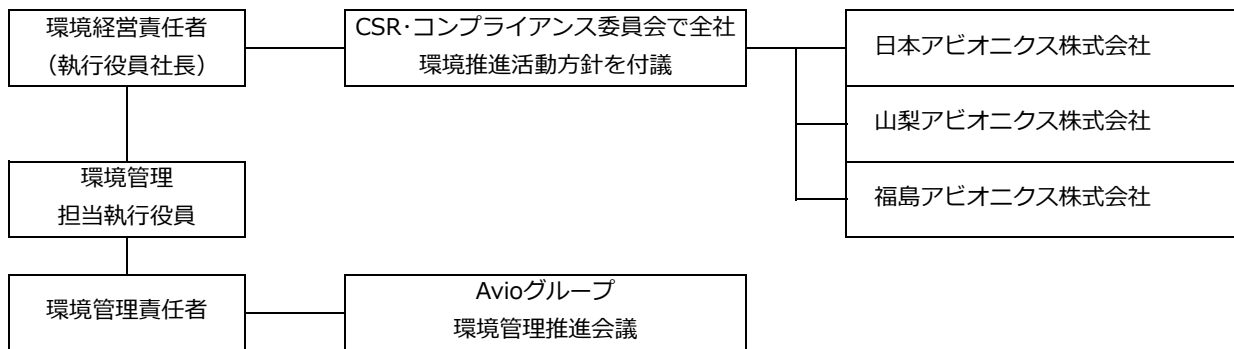 環境経営責任者
（執行役員社長）
CSR･コンプライアンス委員会で全社
環境推進活動方針を付議
日本アビオニクス株式会社
山梨アビオニクス株式会社
福島アビオニクス株式会社
環境管理
担当執行役員
環境管理責任者
Avioグループ
環境管理推進会議